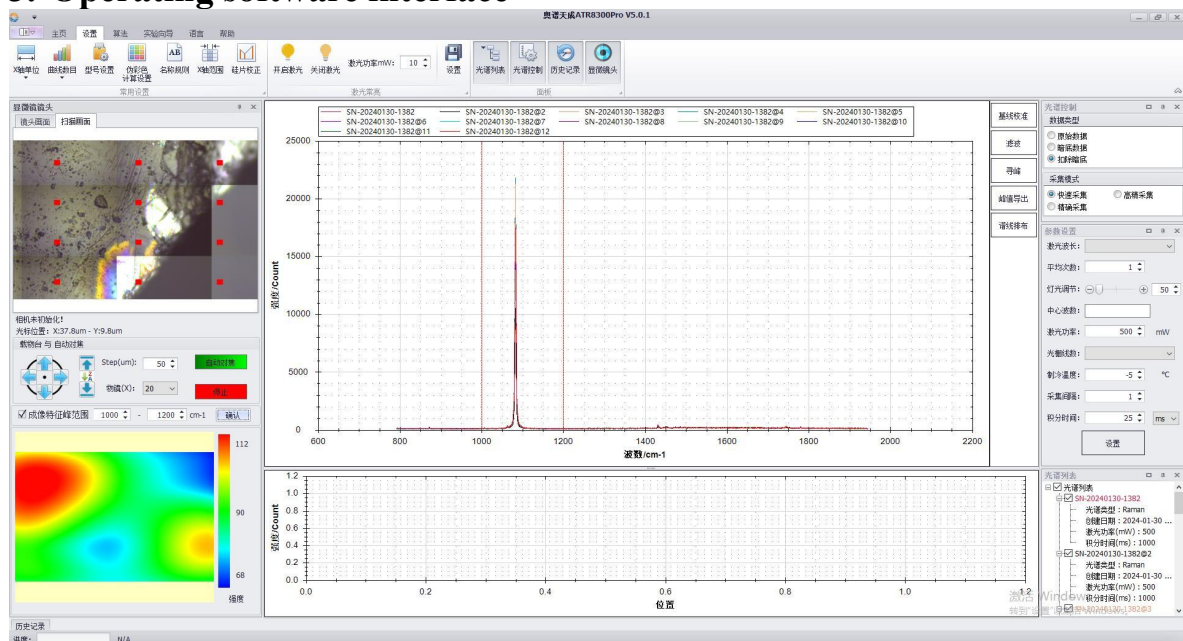 奥谱天成ATR8300Pro V5.0.1
主页 设置 算法 实验向导 语言 帮助
X轴单位 曲线数目 型号设置 伪彩色计算设置 名称规则 X轴范围 硅片校正 开启激光 关闭激光 激光功率mW: 10 设置 光谱列表 光谱控制 历史记录 显微镜头
常用设置 激光常亮 面板
显微镜镜头
镜头画面 扫描画面
相机未初始化!
光标位置: X:37.8um - Y:9.8um
载物台 与 自动对焦
Step(um): 50 自动对焦
物镜(X): 20 停止
成像特征峰范围 1000 - 1200 cm-1 确认
112
90
68
强度
SN-20240130-1382 SN-20240130-1382@2 SN-20240130-1382@3 SN-20240130-1382@4 SN-20240130-1382@5
SN-20240130-1382@6 SN-20240130-1382@7 SN-20240130-1382@8 SN-20240130-1382@9 SN-20240130-1382@10
SN-20240130-1382@11 SN-20240130-1382@12
强度/Count
25000
20000
15000
10000
5000
0
600 800 1000 1200 1400 1600 1800 2000 2200
波数/cm-1
基线校准
滤波
寻峰
峰值导出
谱线排布
强度/Count
1.2
1.0
0.8
0.6
0.4
0.2
0.0
0.0 0.2 0.4 0.6 0.8 1.0 1.2
位置
光谱控制
数据类型
原始数据
暗底数据
扣除暗底
采集模式
快速采集 高精采集
精确采集
参数设置
激光波长:
平均次数: 1
灯光调节: 50
中心波数:
激光功率: 500 mW
光栅线数:
制冷温度: -5 ℃
采集间隔: 1
积分时间: 25 ms
设置
光谱列表
光谱列表
SN-20240130-1382
光谱类型：Raman
创建日期：2024-01-30 ...
激光功率(mW)：500
积分时间(ms)：1000
SN-20240130-1382@2
光谱类型：Raman
创建日期：2024-01-30 ...
激光功率(mW)：500
积分时间(ms)：1000
SN-20240130-1382@3
激活 Windows
历史记录
进度: N/A